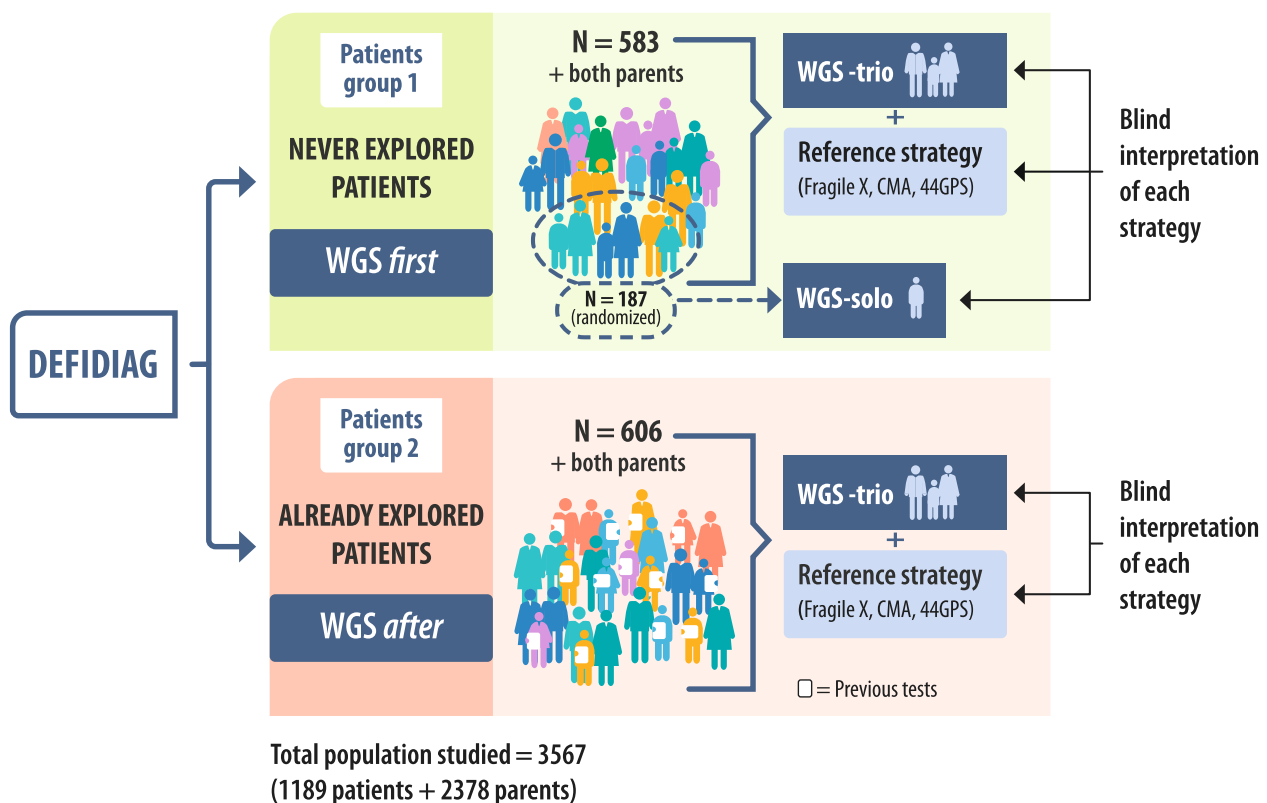 DEFIDIAG
Patients
group 1
NEVER EXPLORED
PATIENTS
WGS first
N = 583
+ both parents
N = 187
(randomized)
WGS -trio
+
Reference strategy
(Fragile X, CMA, 44GPS)
WGS-solo
Blind
interpretation
of each
strategy
Patients
group 2
ALREADY EXPLORED
PATIENTS
WGS after
N = 606
+ both parents
WGS -trio
+
Reference strategy
(Fragile X, CMA, 44GPS)
= Previous tests
Blind
interpretation
of each
strategy
Total population studied = 3567
(1189 patients + 2378 parents)